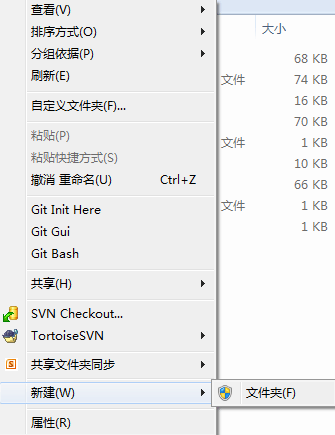 查看(V)
大小
排序方式(O)
分组依据(P)
68 KB
刷新(E)
文件 74 KB
16 KB
自定义文件夹(F)...
70 KB
粘贴(P)
文件 1 KB
粘贴快捷方式(S)
10 KB
撤消 重命名(U) Ctrl+Z
66 KB
Git Init Here
文件 1 KB
Git Gui
1 KB
Git Bash
共享(H)
SVN Checkout...
TortoiseSVN
共享文件夹同步
新建(W)
文件夹(F)
属性(R)